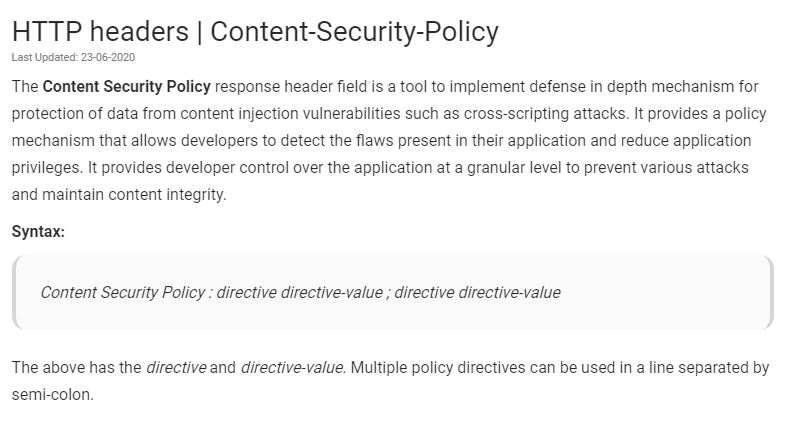 HTTP headers | Content-Security-Policy
Last Updated: 23-06-2020
The Content Security Policy response header field is a tool to implement defense in depth mechanism for
protection of data from content injection vulnerabilities such as cross-scripting attacks. It provides a policy
mechanism that allows developers to detect the flaws present in their application and reduce application
privileges. It provides developer control over the application at a granular level to prevent various attacks
and maintain content integrity.
Syntax:
Content Security Policy : directive directive-value ; directive directive-value
The above has the directive and directive-value. Multiple policy directives can be used in a line separated by
semi-colon.